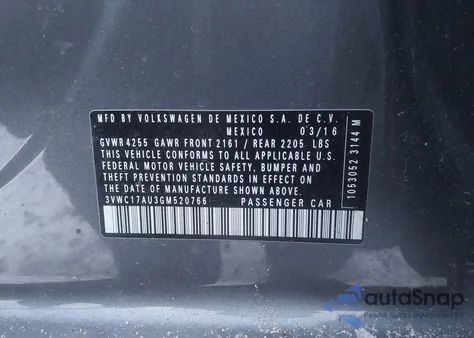 MFD BY VOLKSWAGEN DE MEXICO S.A. DE C.V.
MEXICO 03/16
GVWR4255 GAWR FRONT 2161 / REAR 2205 LBS
THIS VEHICLE CONFORMS TO ALL APPLICABLE U.S.
FEDERAL MOTOR VEHICLE SAFETY, BUMPER AND
THEFT PREVENTION STANDARDS IN EFFECT ON THE
DATE OF MANUFACTURE SHOWN ABOVE.
3VWC17AU3GM520766 PASSENGER CAR
1053052 3144 M
autoSnap